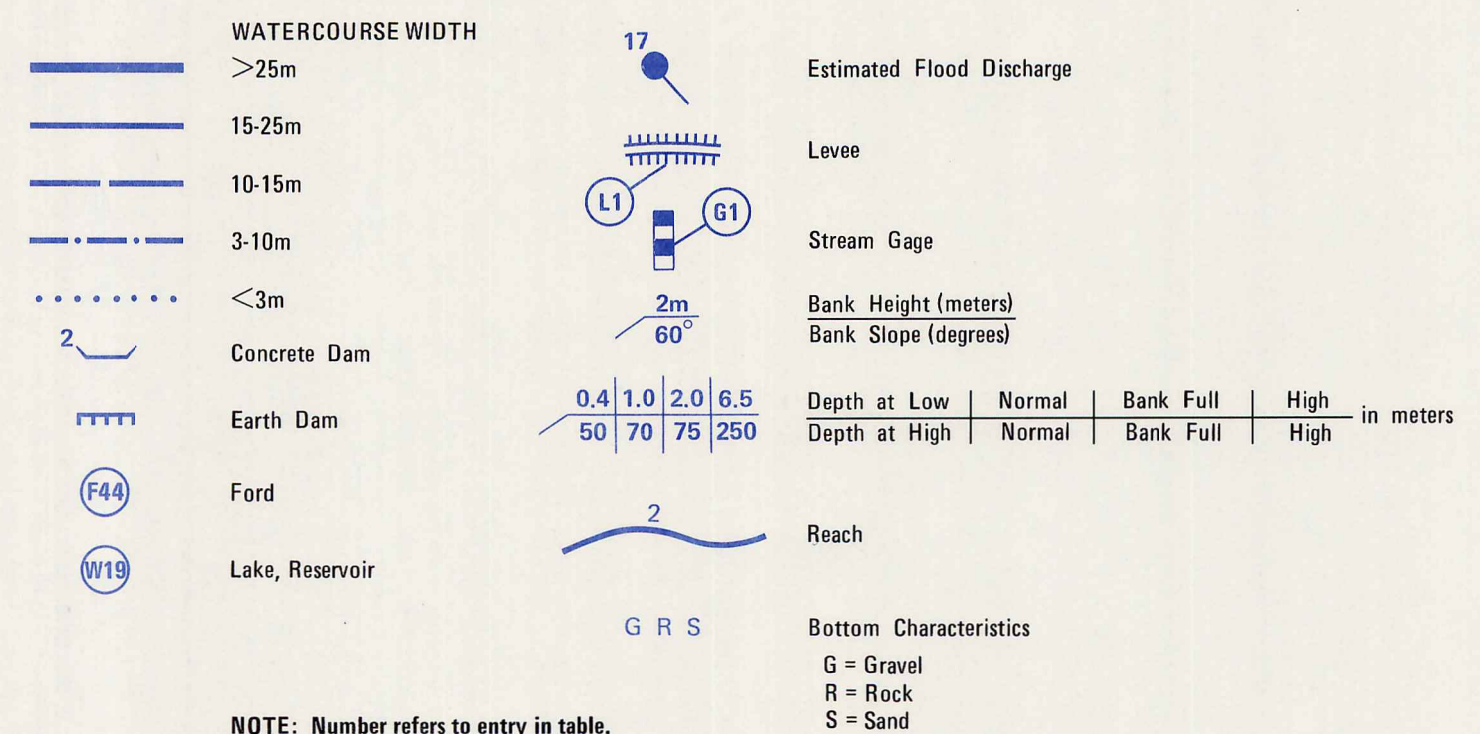 WATERCOURSE WIDTH
>25m
15-25m
10-15m
3-10m
<3m
2 Concrete Dam
Earth Dam
F44 Ford
W19 Lake, Reservoir
NOTE: Number refers to entry in table.
17 Estimated Flood Discharge
Levee
L1
G1
Stream Gage
2m Bank Height (meters)
60° Bank Slope (degrees)
0.4 1.0 2.0 6.5 Depth at Low | Normal | Bank Full | High
in meters
50 70 75 250 Depth at High | Normal | Bank Full | High
2
Reach
G R S Bottom Characteristics
G = Gravel
R = Rock
S = Sand